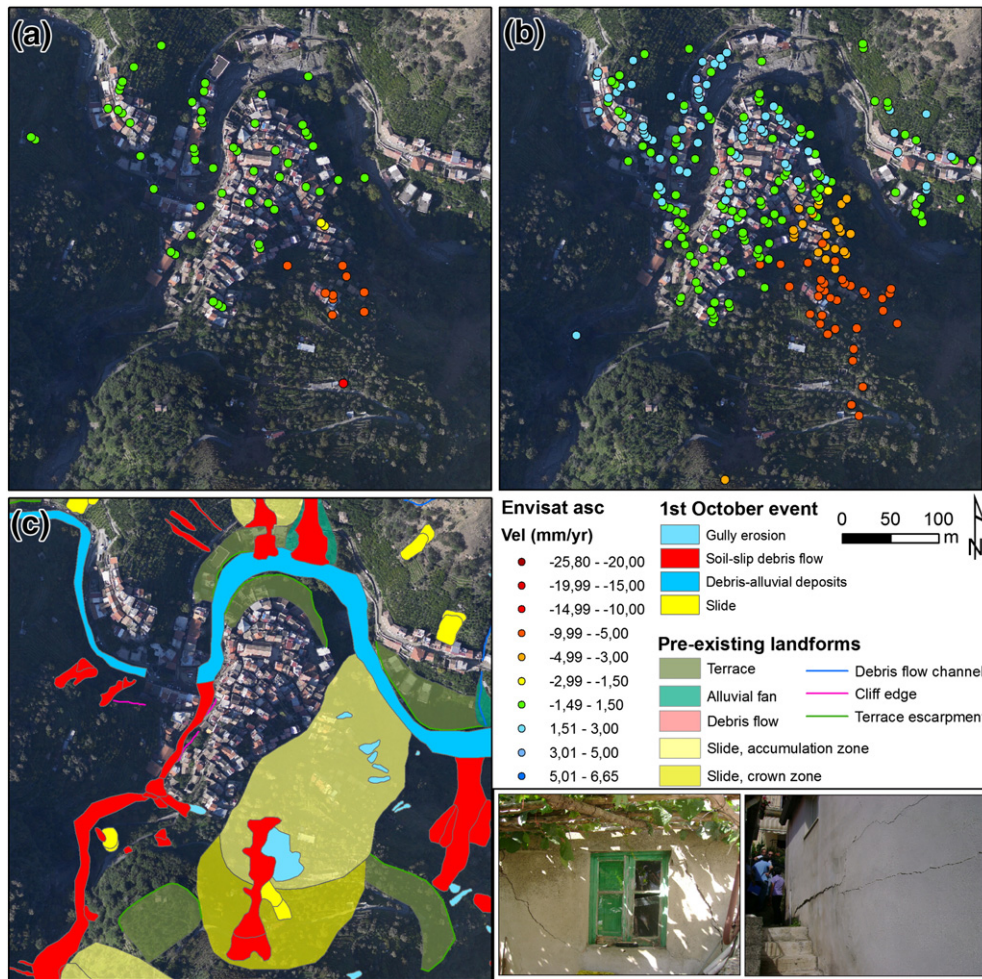 (a)
(b)
(c)
Envisat asc
Vel (mm/yr)
-25,80 - -20,00
-19,99 - -15,00
-14,99 - -10,00
-9,99 - -5,00
-4,99 - -3,00
-2,99 - -1,50
-1,49 - 1,50
1,51 - 3,00
3,01 - 5,00
5,01 - 6,65
1st October event
Gully erosion
Soil-slip debris flow
Debris-alluvial deposits
Slide
0 50 100
m
N
Pre-existing landforms
Terrace
Alluvial fan
Debris flow
Slide, accumulation zone
Slide, crown zone
Debris flow channel
Cliff edge
Terrace escarpment